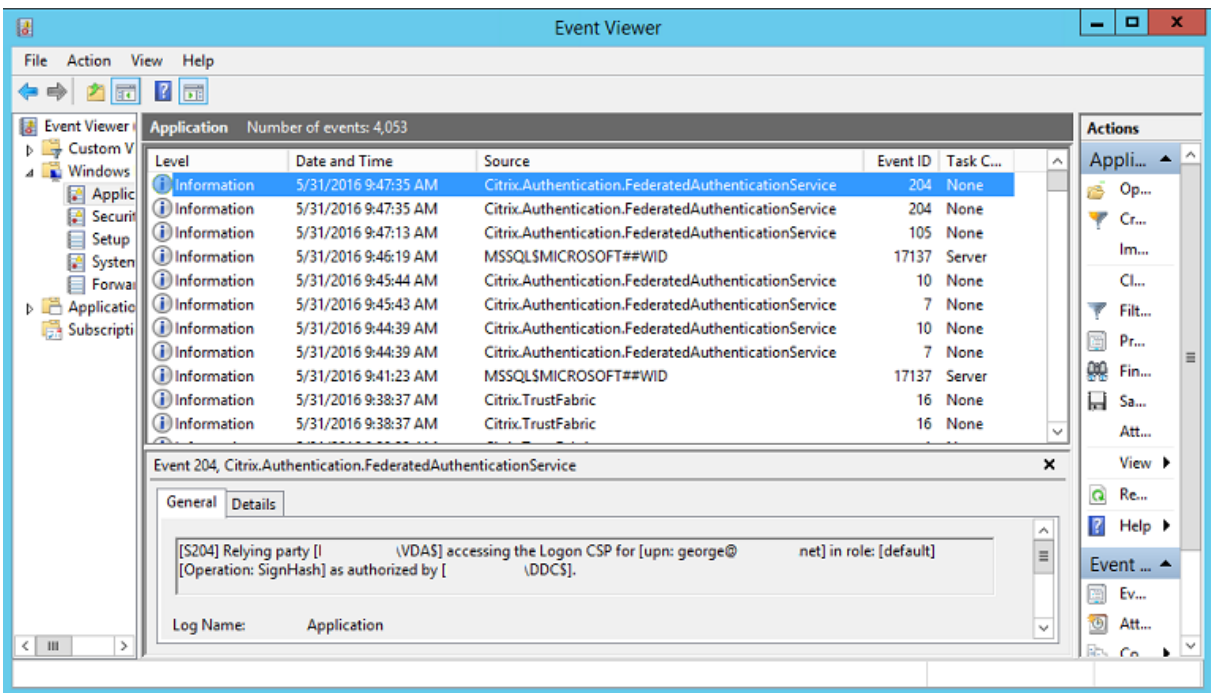 Event Viewer
File Action View Help
Event Viewer
Custom V
Windows
Applic
Securit
Setup
System
Forwar
Applicatio
Subscripti
Application Number of events: 4,053
Level Date and Time Source Event ID Task C...
Information 5/31/2016 9:47:35 AM Citrix.Authentication.FederatedAuthenticationService 204 None
Information 5/31/2016 9:47:35 AM Citrix.Authentication.FederatedAuthenticationService 204 None
Information 5/31/2016 9:47:13 AM Citrix.Authentication.FederatedAuthenticationService 105 None
Information 5/31/2016 9:46:19 AM MSSQL$MICROSOFT##WID 17137 Server
Information 5/31/2016 9:45:44 AM Citrix.Authentication.FederatedAuthenticationService 10 None
Information 5/31/2016 9:45:43 AM Citrix.Authentication.FederatedAuthenticationService 7 None
Information 5/31/2016 9:44:39 AM Citrix.Authentication.FederatedAuthenticationService 10 None
Information 5/31/2016 9:44:39 AM Citrix.Authentication.FederatedAuthenticationService 7 None
Information 5/31/2016 9:41:23 AM MSSQL$MICROSOFT##WID 17137 Server
Information 5/31/2016 9:38:37 AM Citrix.TrustFabric 16 None
Information 5/31/2016 9:38:37 AM Citrix.TrustFabric 16 None
Event 204, Citrix.Authentication.FederatedAuthenticationService
General Details
[S204] Relying party [ \VDA$] accessing the Logon CSP for [upn: george@ net] in role: [default]
[Operation: SignHash] as authorized by [ \DDC$].
Log Name: Application
Actions
Appli...
Op...
Cr...
Im...
Cl...
Filt...
Pr...
Fin...
Sa...
Att...
View
Re...
Help
Event ...
Ev...
Att...
Co...